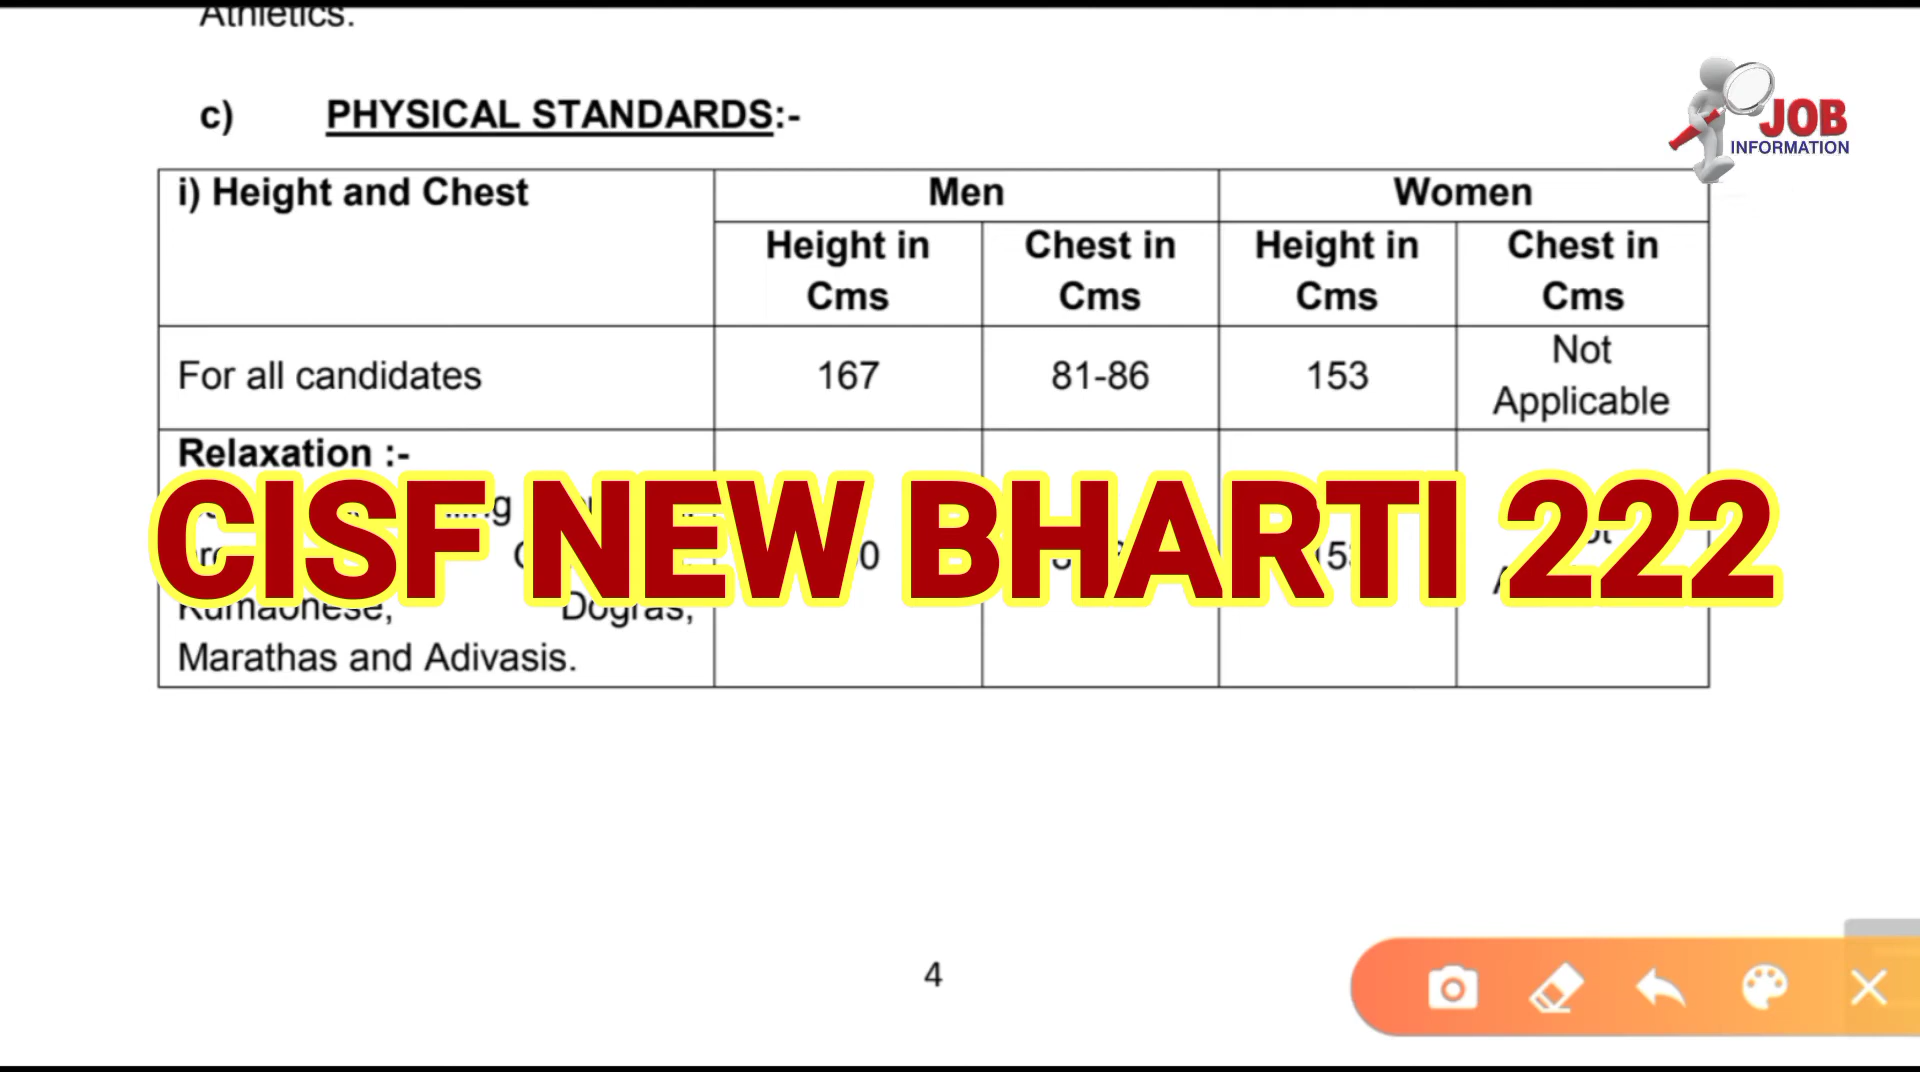 Athletics.
c) PHYSICAL STANDARDS:-
JOB
INFORMATION
i) Height and Chest Men Women
Height in Cms Chest in Cms Height in Cms Chest in Cms
For all candidates 167 81-86 153 Not Applicable
Relaxation :-
CISF NEW BHARTI 222
Kumaonese, Dogras,
Marathas and Adivasis.
4